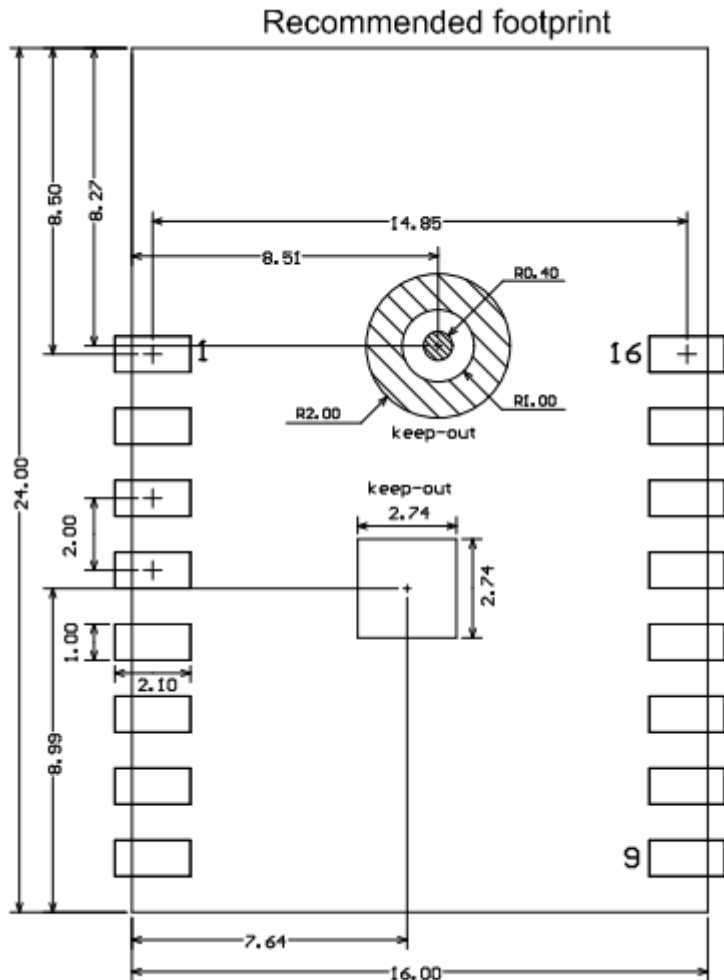 Recommended footprint
8.50
8.27
14.85
8.51
R0.40
1
16
R2.00
R1.00
keep-out
keep-out
2.74
24.00
2.00
2.74
1.00
2.10
8.99
9
7.64
16.00